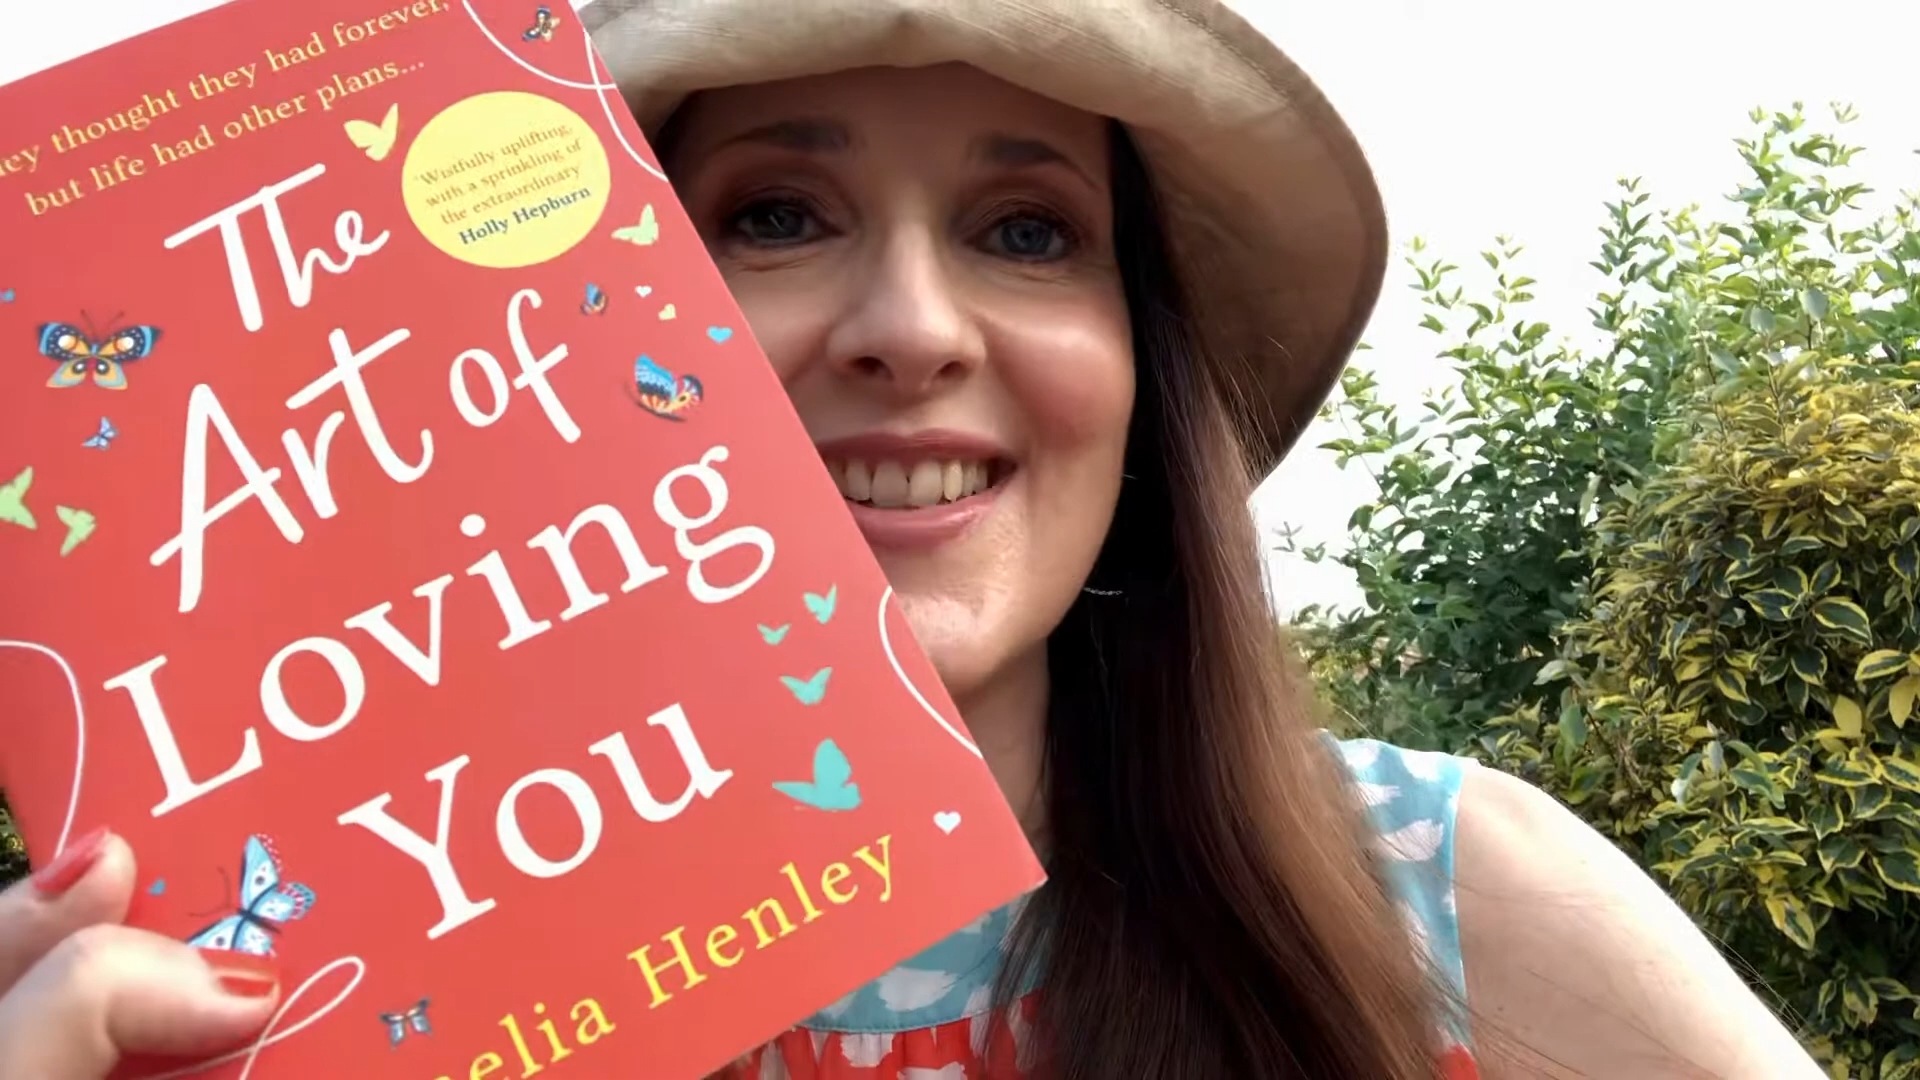 thought they had forever,
but life had other plans...
'Wistfully uplifting,
with a sprinkling of
the extraordinary'
Holly Hepburn
The
Art of
Loving
You
Henley